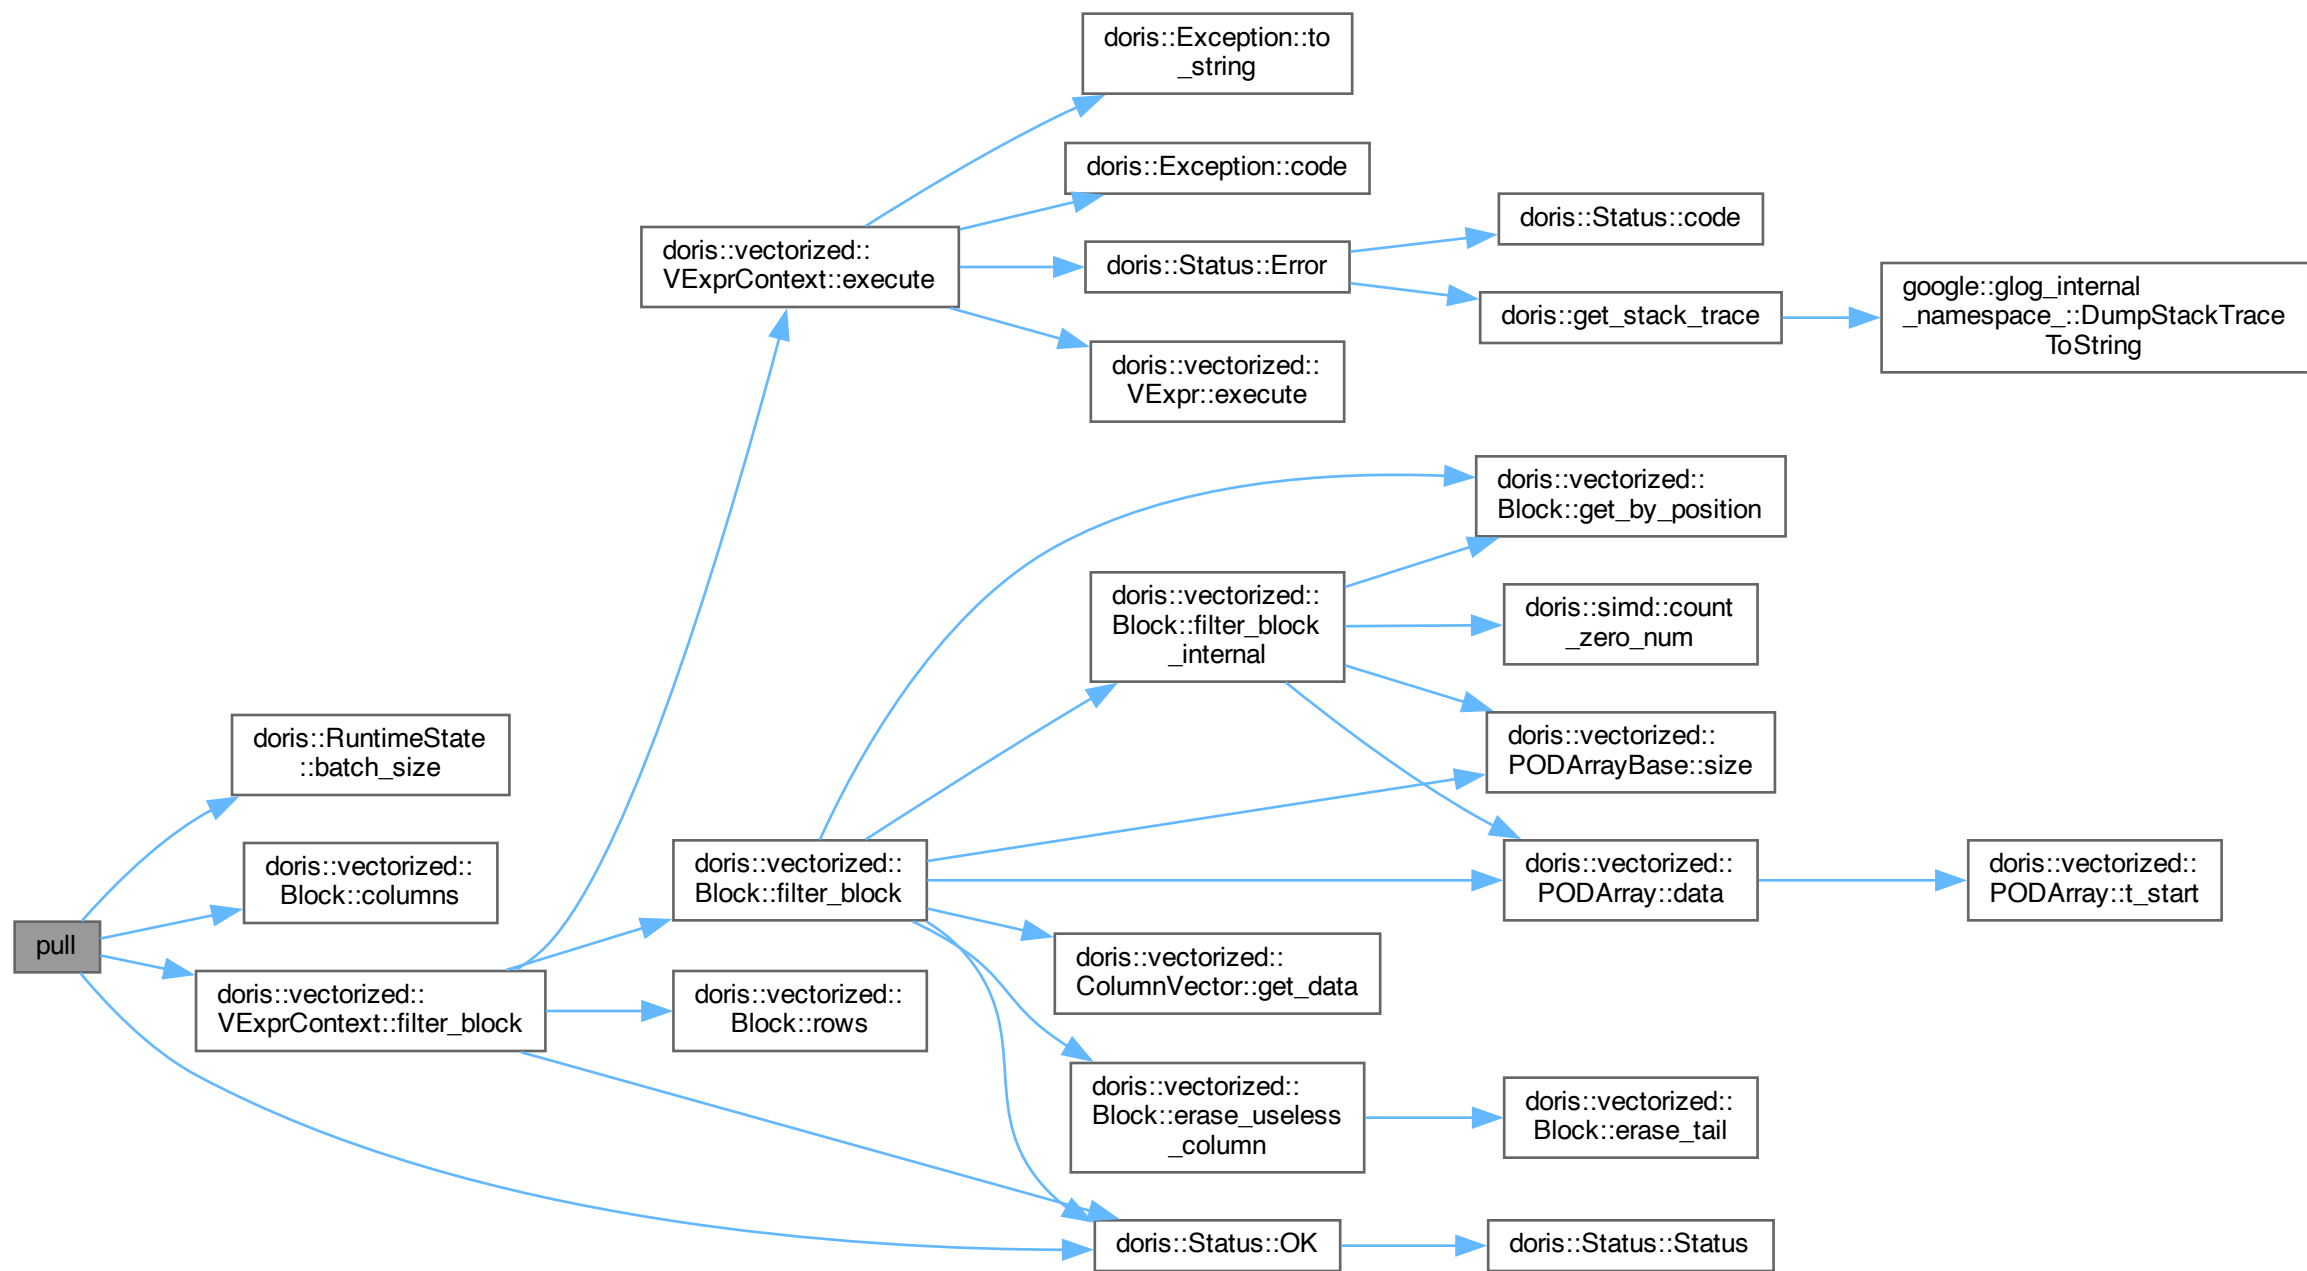 doris::Exception::to
_string
doris::Exception::code
doris::Status::code
doris::vectorized::
VExprContext::execute
doris::Status::Error
google::glog_internal
_namespace_::DumpStackTrace
ToString
doris::get_stack_trace
doris::vectorized::
VExpr::execute
doris::vectorized::
Block::get_by_position
doris::vectorized::
Block::filter_block
_internal
doris::simd::count
_zero_num
doris::RuntimeState
::batch_size
doris::vectorized::
PODArrayBase::size
doris::vectorized::
Block::columns
doris::vectorized::
Block::filter_block
doris::vectorized::
PODArray::data
doris::vectorized::
PODArray::t_start
pull
doris::vectorized::
ColumnVector::get_data
doris::vectorized::
VExprContext::filter_block
doris::vectorized::
Block::rows
doris::vectorized::
Block::erase_useless
_column
doris::vectorized::
Block::erase_tail
doris::Status::OK
doris::Status::Status